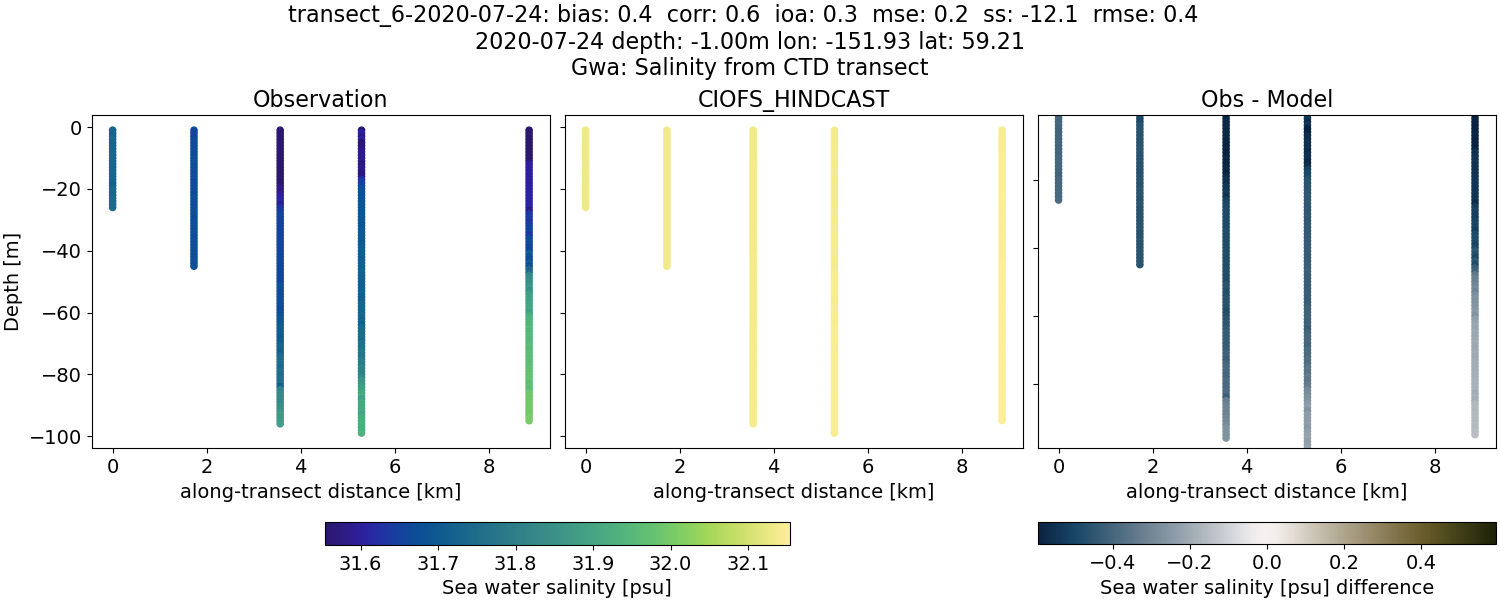 transect_6-2020-07-24: bias: 0.4  corr: 0.6  ioa: 0.3  mse: 0.2  ss: -12.1  rmse: 0.4
2020-07-24 depth: -1.00m lon: -151.93 lat: 59.21
Gwa: Salinity from CTD transect
Observation
CIOFS_HINDCAST
Obs - Model
Depth [m]
0
−20
−40
−60
−80
−100
0 2 4 6 8
0 2 4 6 8
0 2 4 6 8
along-transect distance [km]
along-transect distance [km]
along-transect distance [km]
31.6 31.7 31.8 31.9 32.0 32.1
Sea water salinity [psu]
−0.4 −0.2 0.0 0.2 0.4
Sea water salinity [psu] difference